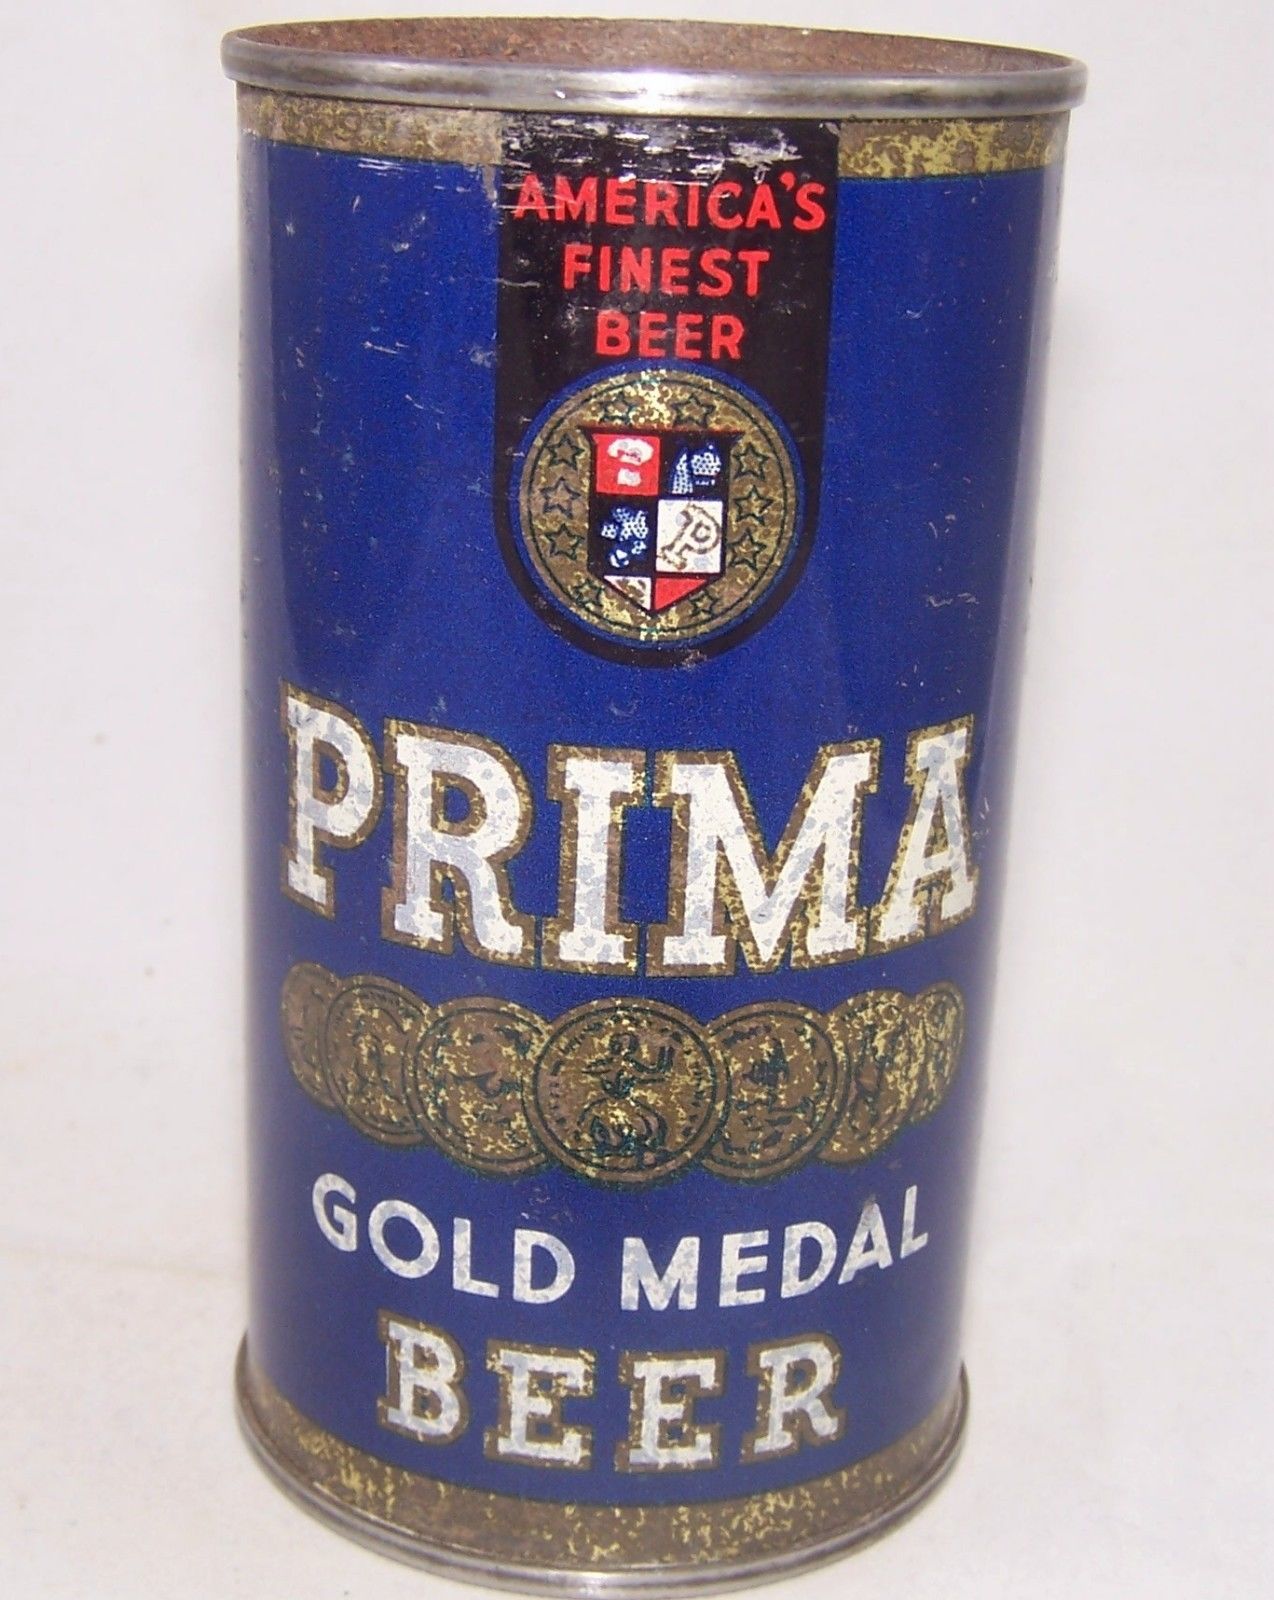 AMERICA'S
FINEST
BEER
P
PRIMA
GOLD MEDAL
BEER